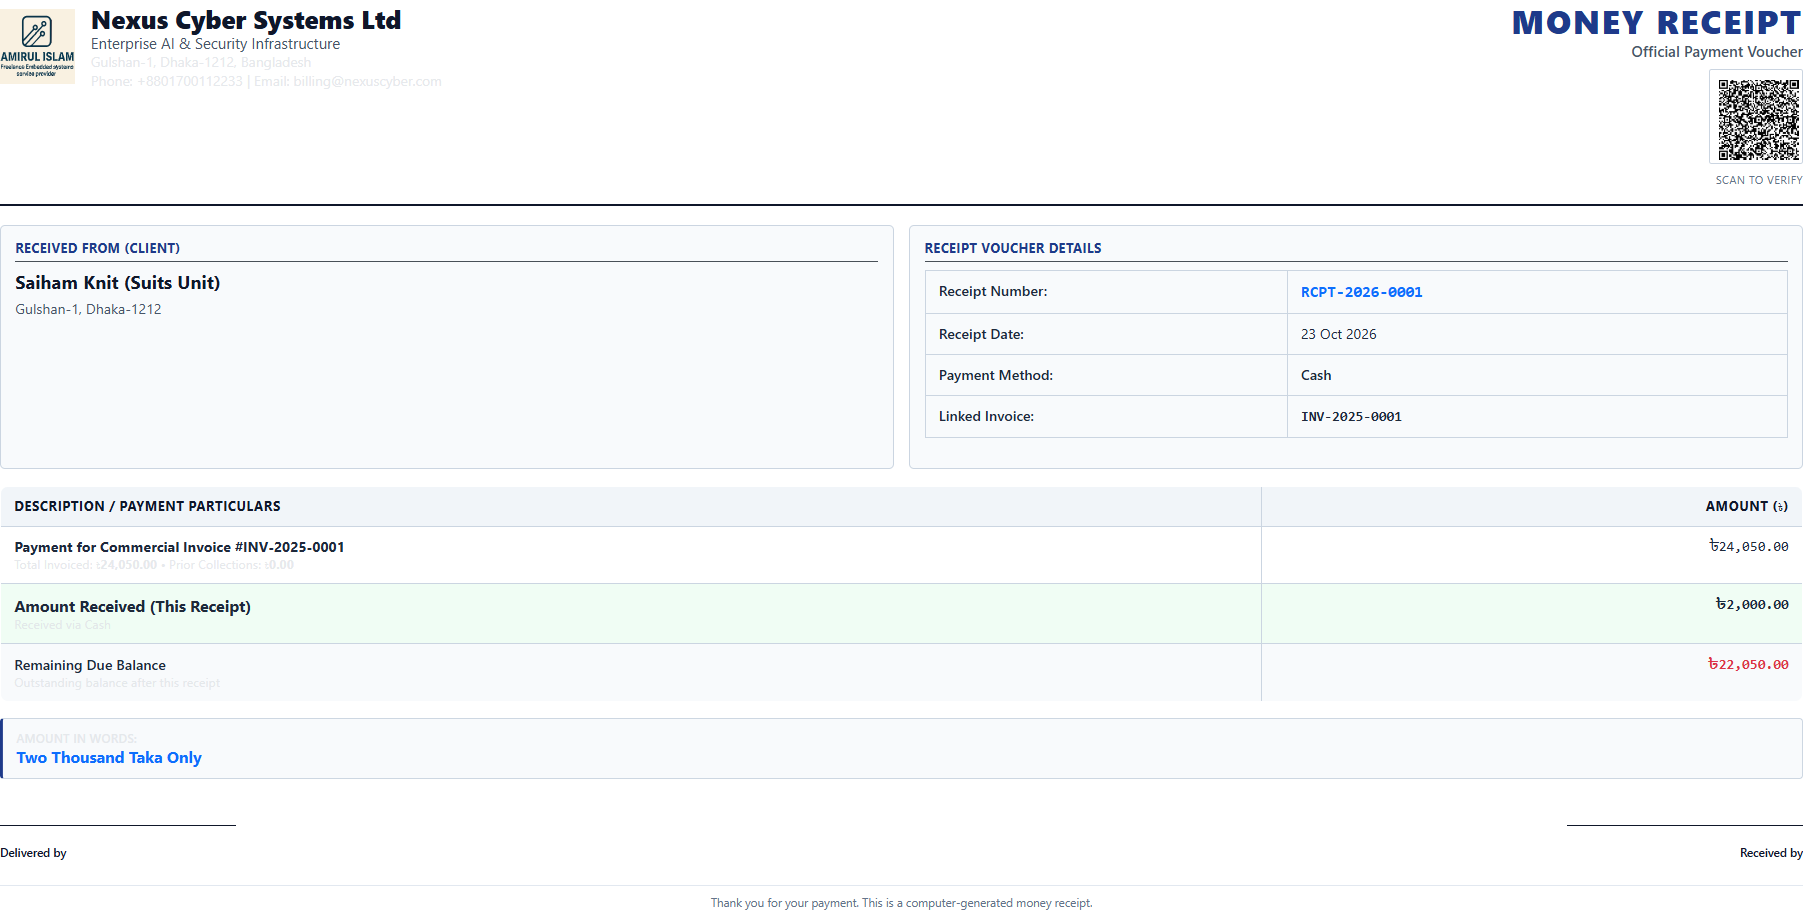 AMIRUL ISLAM
Freelance Embedded systems
service provider
Nexus Cyber Systems Ltd
Enterprise AI & Security Infrastructure
Gulshan-1, Dhaka-1212, Bangladesh
Phone: +8801700112233 | Email: billing@nexuscyber.com
MONEY RECEIPT
Official Payment Voucher
SCAN TO VERIFY
RECEIVED FROM (CLIENT)
Saiham Knit (Suits Unit)
Gulshan-1, Dhaka-1212
RECEIPT VOUCHER DETAILS
Receipt Number: RCPT-2026-0001
Receipt Date: 23 Oct 2026
Payment Method: Cash
Linked Invoice: INV-2025-0001
DESCRIPTION / PAYMENT PARTICULARS AMOUNT (৳)
Payment for Commercial Invoice #INV-2025-0001 ৳24,050.00
Total Invoiced: ৳24,050.00 • Prior Collections: ৳0.00
Amount Received (This Receipt) ৳2,000.00
Received via Cash
Remaining Due Balance ৳22,050.00
Outstanding balance after this receipt
AMOUNT IN WORDS:
Two Thousand Taka Only
Delivered by Received by
Thank you for your payment. This is a computer-generated money receipt.